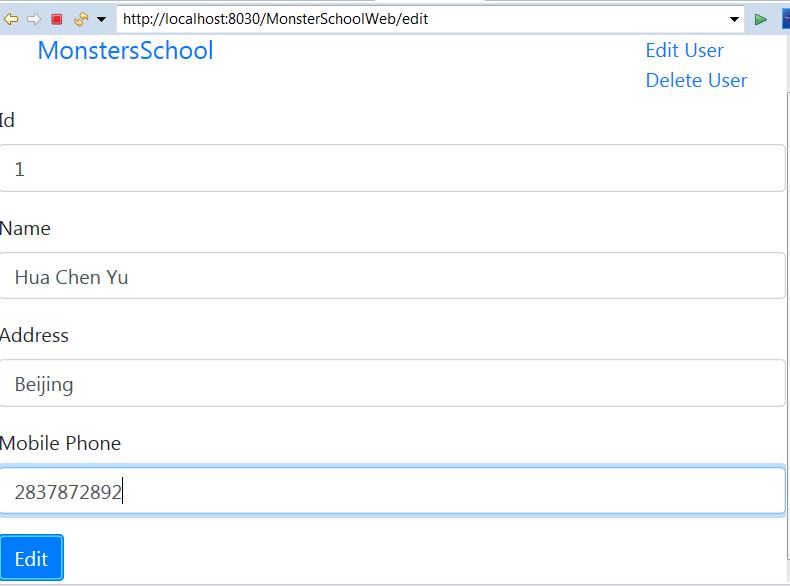 http://localhost:8030/MonsterSchoolWeb/edit
MonstersSchool
Edit User
Delete User
Id
1
Name
Hua Chen Yu
Address
Beijing
Mobile Phone
2837872892
Edit